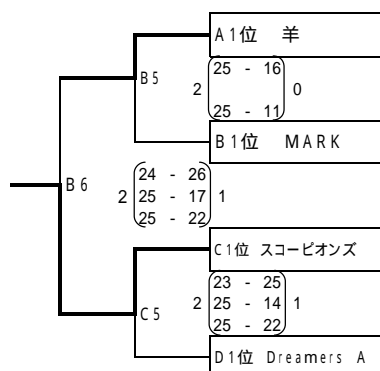 A1位 羊
25 - 16
B5
2 0
25 - 11
B1位 MARK
24 - 26
B6
2 25 - 17 1
25 - 22
C1位 スコーピオンズ
23 - 25
2 25 - 14 1
C5
25 - 22
D1位 Dreamers A